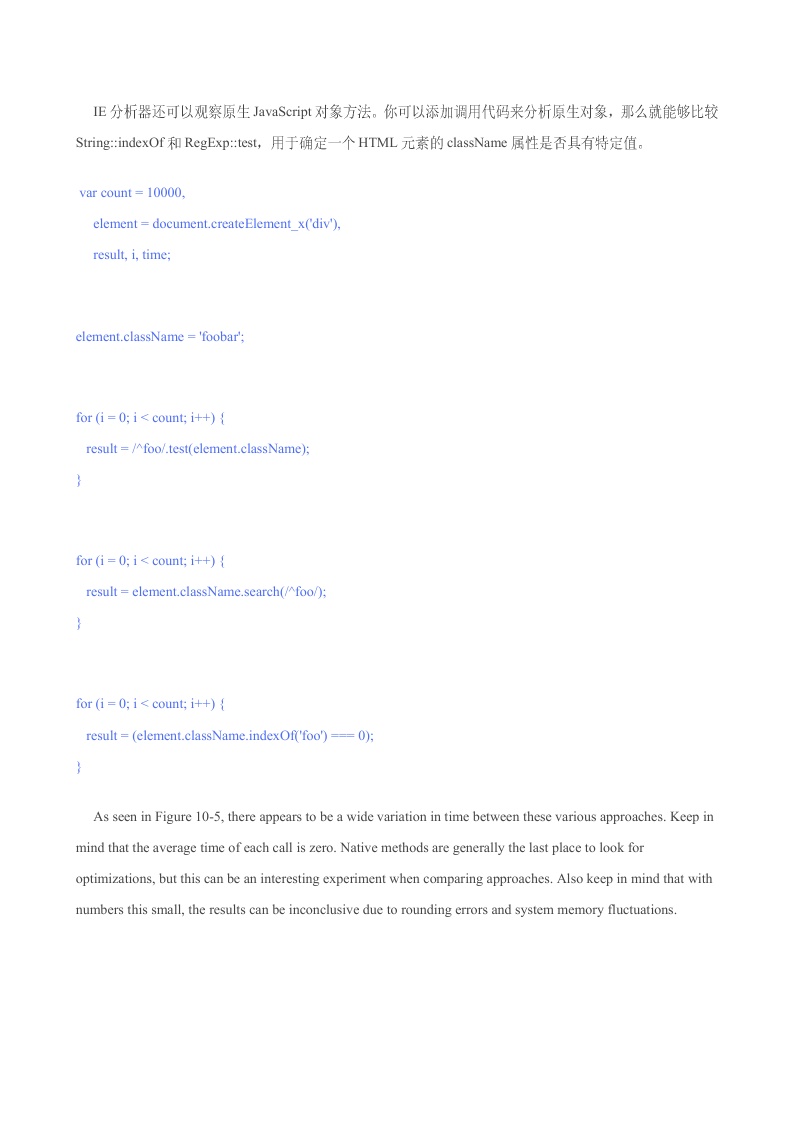 IE 分析器还可以观察原生 JavaScript 对象方法。你可以添加调用代码来分析原生对象，那么就能够比较
String::indexOf 和 RegExp::test，用于确定一个 HTML 元素的 className 属性是否具有特定值。
var count = 10000,
element = document.createElement_x('div'),
result, i, time;
element.className = 'foobar';
for (i = 0; i < count; i++) {
result = /^foo/.test(element.className);
}
for (i = 0; i < count; i++) {
result = element.className.search(/^foo/);
}
for (i = 0; i < count; i++) {
result = (element.className.indexOf('foo') === 0);
}
As seen in Figure 10-5, there appears to be a wide variation in time between these various approaches. Keep in
mind that the average time of each call is zero. Native methods are generally the last place to look for
optimizations, but this can be an interesting experiment when comparing approaches. Also keep in mind that with
numbers this small, the results can be inconclusive due to rounding errors and system memory fluctuations.